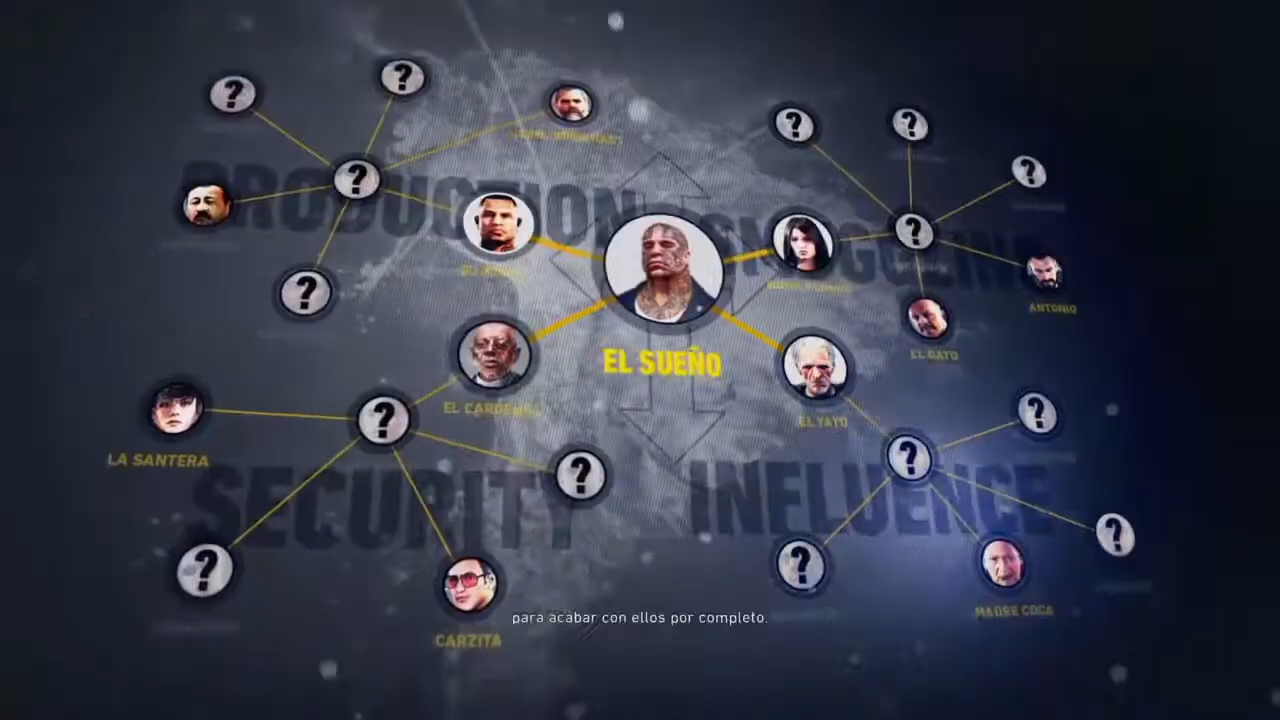 PRODUCTION
SMUGGLING
EL SUEÑO
ANTONIO
EL GATO
EL CARDENAL
EL YAYO
LA SANTERA
SECURITY
INFLUENCE
MADRE COCA
CARZITA
para acabar con ellos por completo.